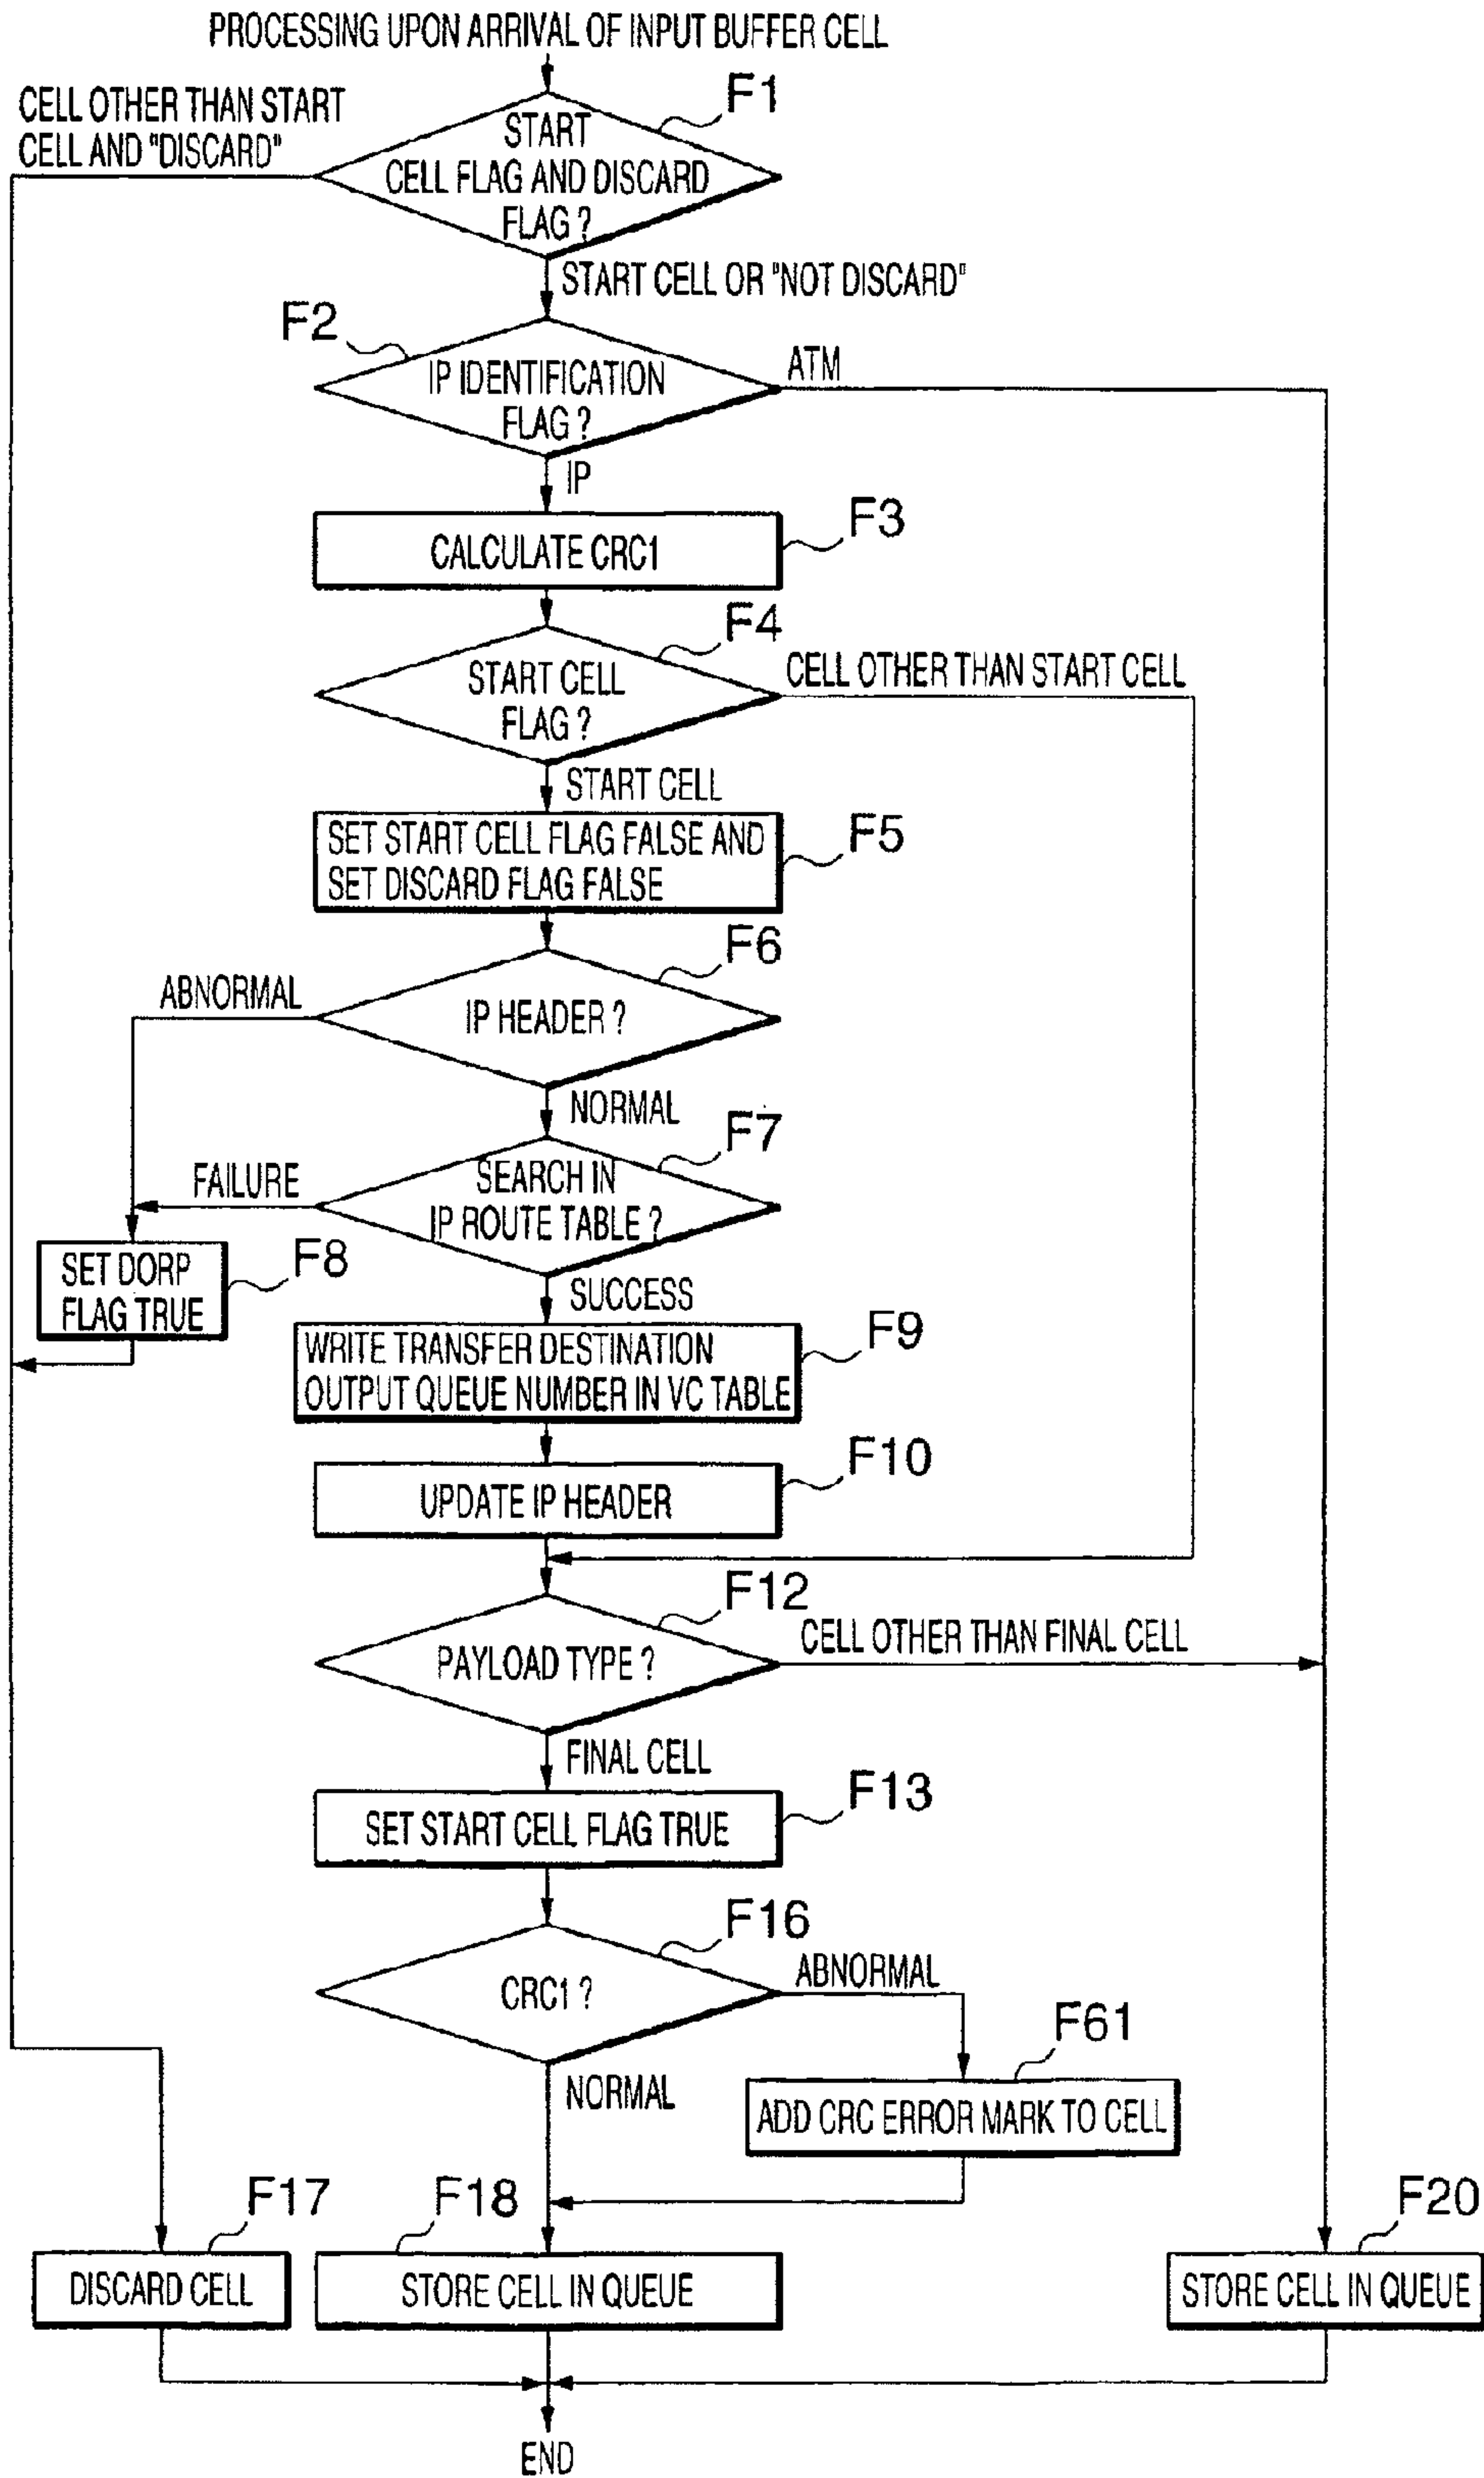 PROCESSING UPON ARRIVAL OF INPUT BUFFER CELL
CELL OTHER THAN START
CELL AND "DISCARD"
F1
START
CELL FLAG AND DISCARD
FLAG ?
START CELL OR "NOT DISCARD"
F2
IP IDENTIFICATION
FLAG ?
ATM
IP
F3
CALCULATE CRC1
F4
START CELL
FLAG ?
CELL OTHER THAN START CELL
START CELL
F5
SET START CELL FLAG FALSE AND
SET DISCARD FLAG FALSE
F6
ABNORMAL
IP HEADER ?
NORMAL
F7
FAILURE
SEARCH IN
IP ROUTE TABLE ?
F8
SET DORP
FLAG TRUE
SUCCESS
F9
WRITE TRANSFER DESTINATION
OUTPUT QUEUE NUMBER IN VC TABLE
F10
UPDATE IP HEADER
F12
PAYLOAD TYPE ?
CELL OTHER THAN FINAL CELL
FINAL CELL
F13
SET START CELL FLAG TRUE
F16
CRC1 ?
ABNORMAL
F61
NORMAL
ADD CRC ERROR MARK TO CELL
F17
F18
F20
DISCARD CELL
STORE CELL IN QUEUE
STORE CELL IN QUEUE
END